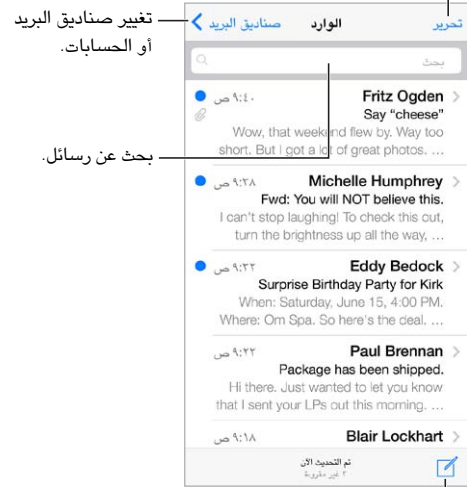 تغيير صناديق البريد
أو الحسابات.
بحث عن رسائل.
تحرير
الوارد
صناديق البريد
بحث
Fritz Ogden
٩:٤٠ ص
Say “cheese”
Wow, that weekend flew by. Way too
short. But I got a lot of great photos. …
Michelle Humphrey
٩:٣٨ ص
Fwd: You will NOT believe this.
I can't stop laughing! To check this out,
turn the brightness up all the way, …
Eddy Bedock
٩:٣٢ ص
Surprise Birthday Party for Kirk
When: Saturday, June 15, 4:00 PM.
Where: Om Spa. So here's the deal. …
Paul Brennan
٩:٢٢ ص
Package has been shipped.
Hi there. Just wanted to let you know
that I sent your LPs out this morning. …
Blair Lockhart
٩:١٨ ص
تم التحديث الآن
غير مقروءة